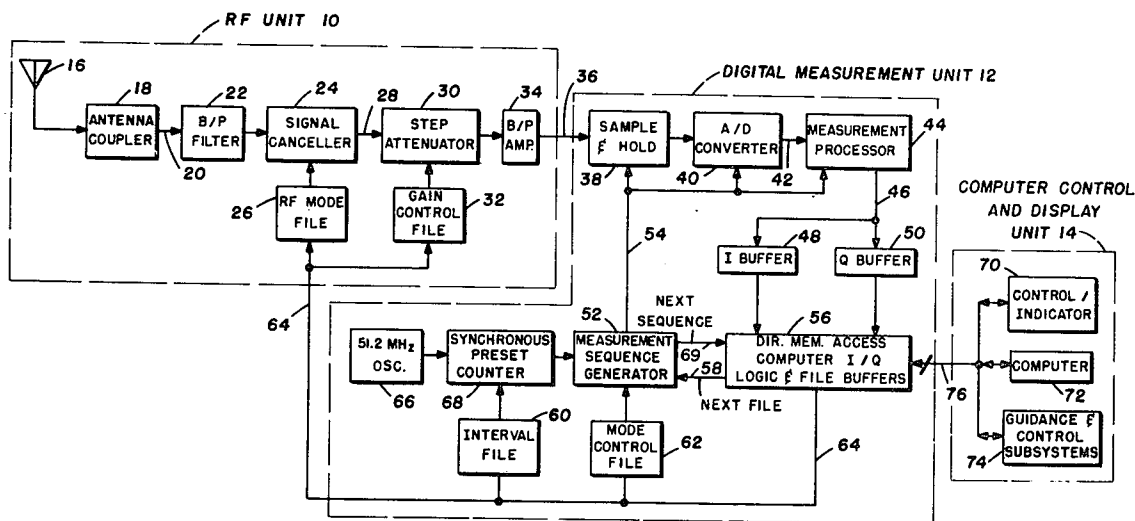 RF UNIT 10
16
18
ANTENNA
COUPLER
20
22
B/P
FILTER
24
SIGNAL
CANCELLER
28
30
STEP
ATTENUATOR
34
B/P
AMP.
36
26
RF MODE
FILE
GAIN
CONTROL
FILE
32
DIGITAL MEASUREMENT UNIT 12
SAMPLE
& HOLD
38
A/D
CONVERTER
40
42
MEASUREMENT
PROCESSOR
44
46
54
48
I BUFFER
50
Q BUFFER
COMPUTER CONTROL
AND DISPLAY
UNIT 14
70
CONTROL/
INDICATOR
COMPUTER
72
GUIDANCE &
CONTROL
SUBSYSTEMS
74
76
64
51.2 MHz
OSC.
66
SYNCHRONOUS
PRESET
COUNTER
68
52
MEASUREMENT
SEQUENCE
GENERATOR
NEXT
SEQUENCE
69
58
NEXT FILE
56
DIR. MEM. ACCESS
COMPUTER I/Q
LOGIC & FILE BUFFERS
60
INTERVAL
FILE
MODE
CONTROL
FILE
62
64